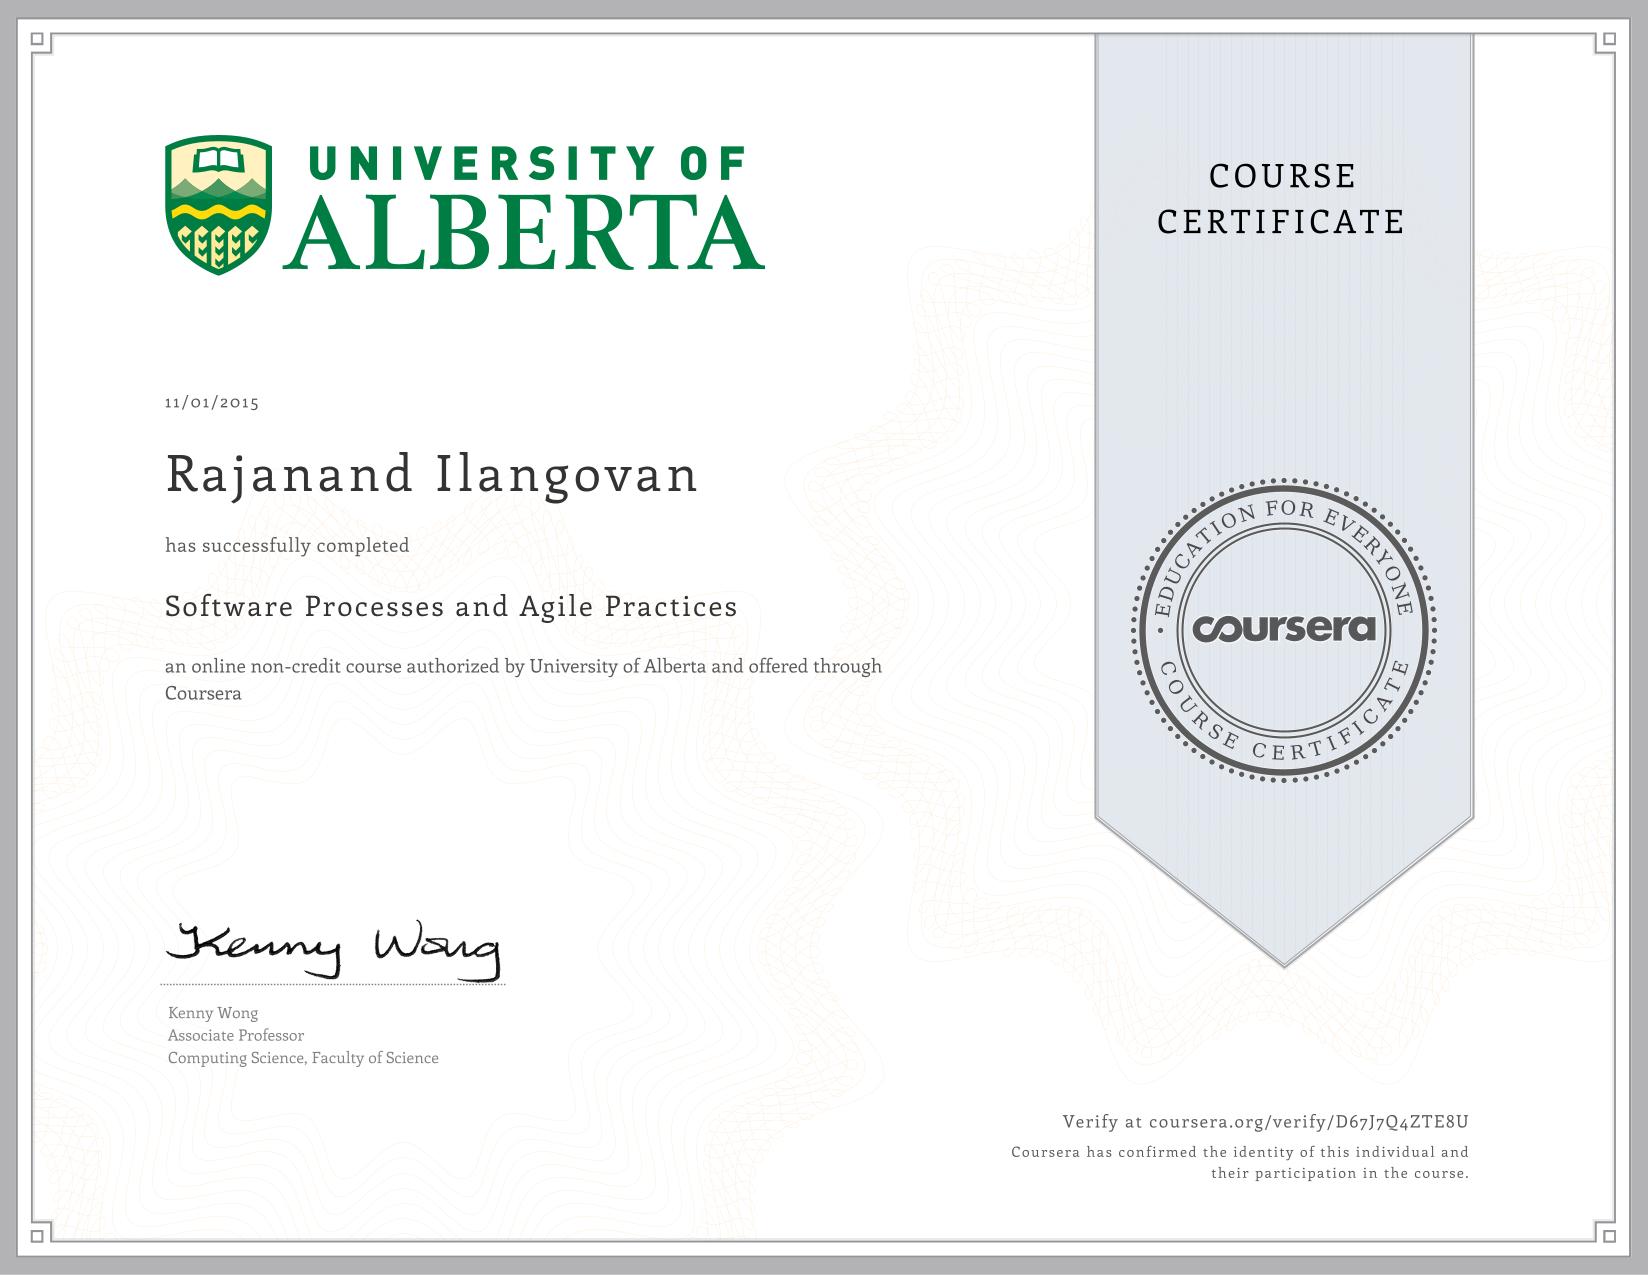 UNIVERSITY OF
ALBERTA
COURSE
CERTIFICATE
11/01/2015
Rajanand Ilangovan
has successfully completed
Software Processes and Agile Practices
an online non-credit course authorized by University of Alberta and offered through
Coursera
EDUCATION FOR EVERYONE
coursera
COURSE CERTIFICATE
Kenny Wong
Kenny Wong
Associate Professor
Computing Science, Faculty of Science
Verify at coursera.org/verify/D67J7Q4ZTE8U
Coursera has confirmed the identity of this individual and
their participation in the course.